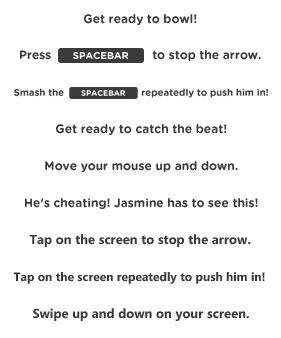 Get ready to bowl!
Press SPACEBAR to stop the arrow.
Smash the SPACEBAR repeatedly to push him in!
Get ready to catch the beat!
Move your mouse up and down.
He's cheating! Jasmine has to see this!
Tap on the screen to stop the arrow.
Tap on the screen repeatedly to push him in!
Swipe up and down on your screen.